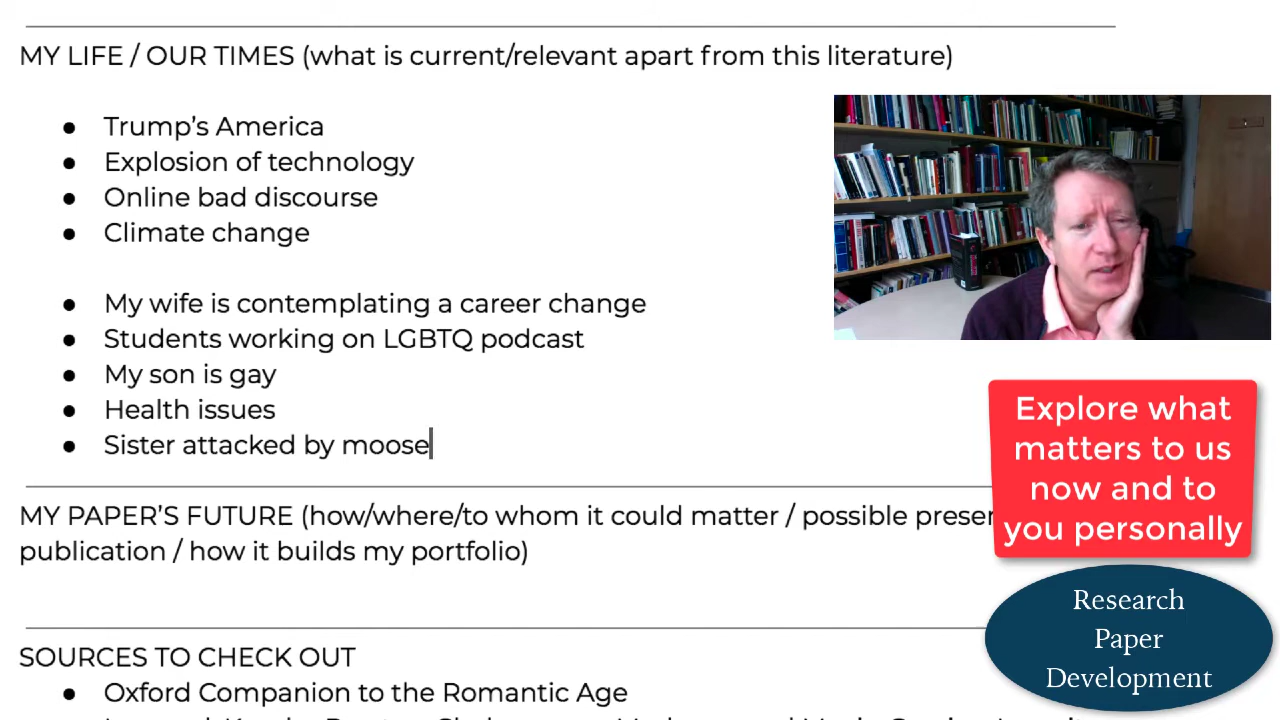 MY LIFE / OUR TIMES (what is current/relevant apart from this literature)
● Trump's America
● Explosion of technology
● Online bad discourse
● Climate change
● My wife is contemplating a career change
● Students working on LGBTQ podcast
● My son is gay
● Health issues
● Sister attacked by moose
Explore what
matters to us
now and to
you personally
MY PAPER'S FUTURE (how/where/to whom it could matter / possible
publication / how it builds my portfolio)
Research
Paper
Development
SOURCES TO CHECK OUT
● Oxford Companion to the Romantic Age